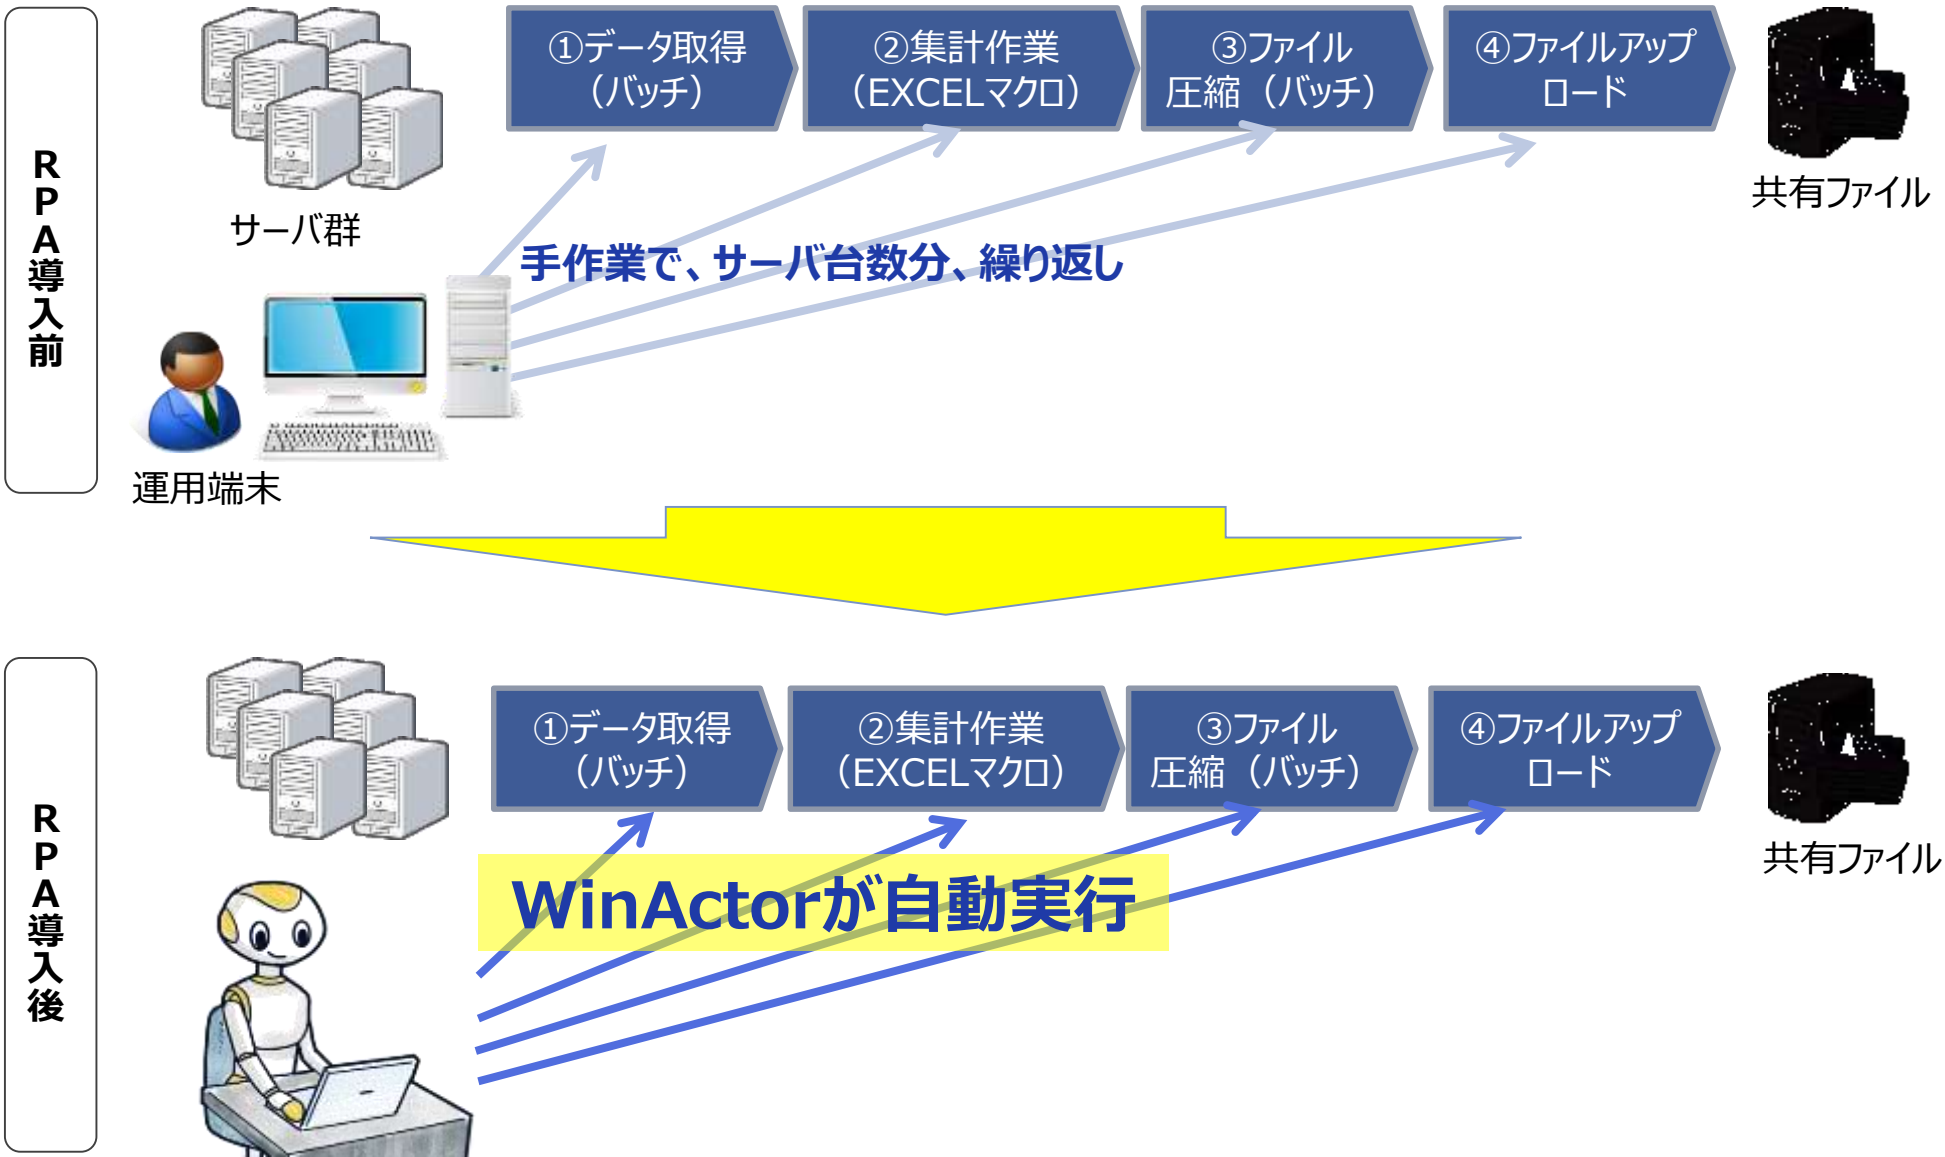 RPA導入前
①データ取得
（バッチ）
②集計作業
（EXCELマクロ）
③ファイル
圧縮（バッチ）
④ファイルアップ
ロード
サーバ群
共有ファイル
手作業で、サーバ台数分、繰り返し
運用端末
RPA導入後
①データ取得
（バッチ）
②集計作業
（EXCELマクロ）
③ファイル
圧縮（バッチ）
④ファイルアップ
ロード
共有ファイル
WinActorが自動実行